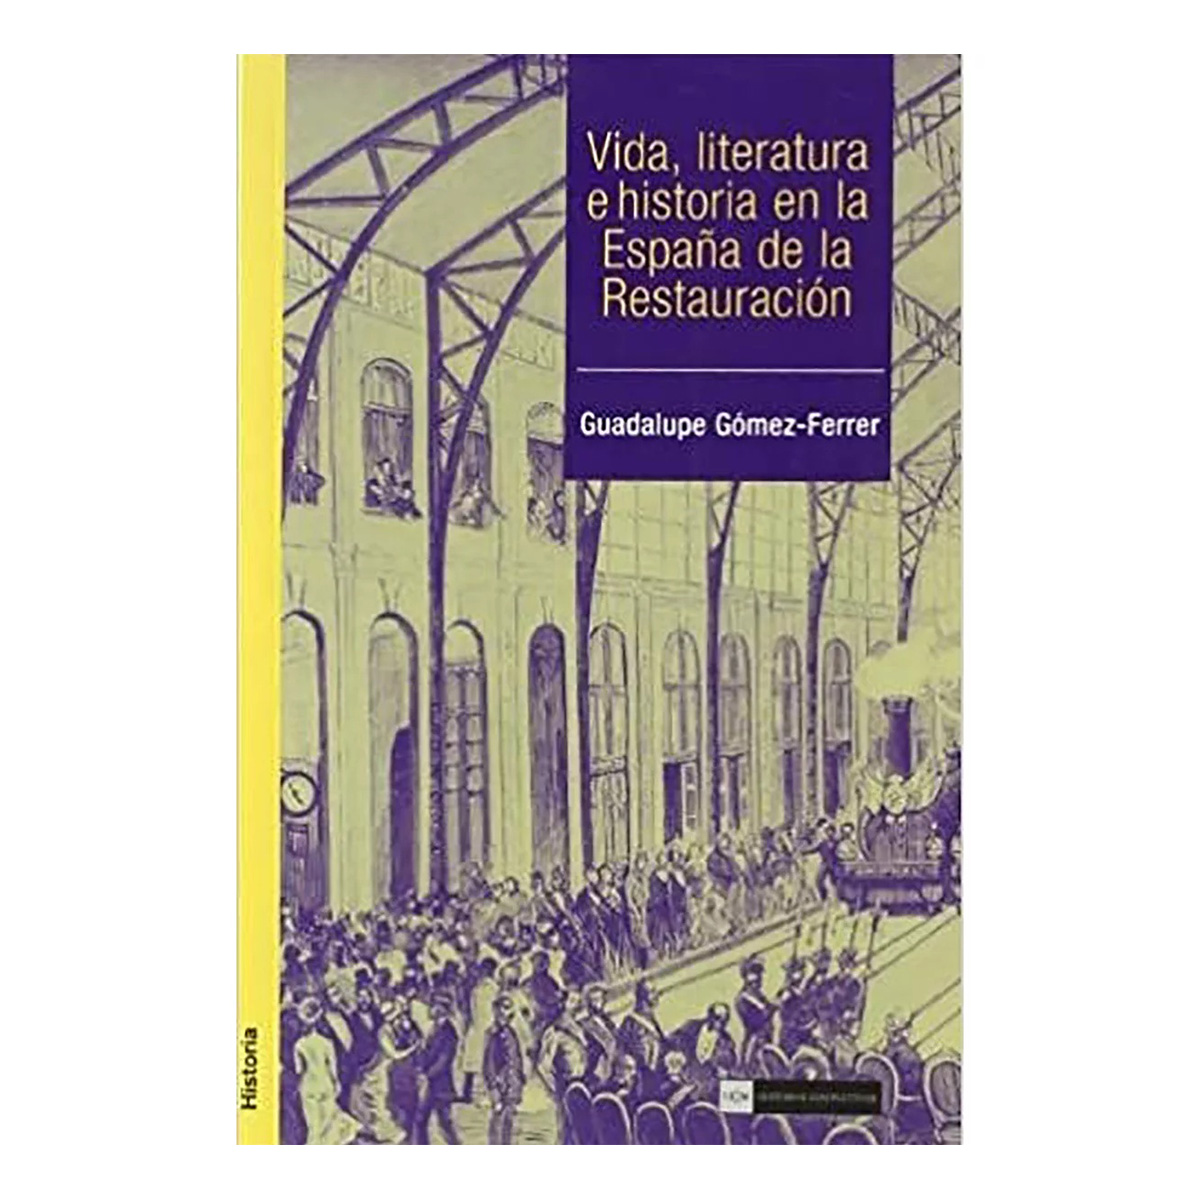 Vida, literatura
e historia en la
España de la
Restauración
Guadalupe Gómez-Ferrer
Historia